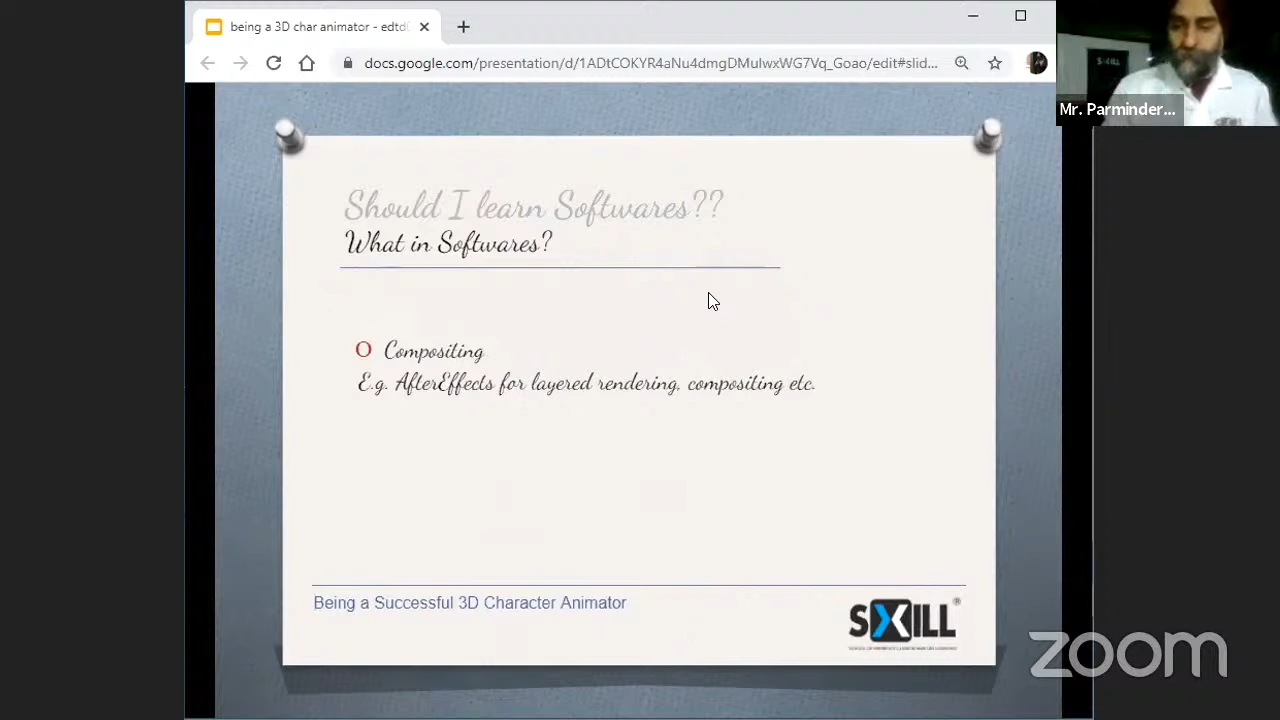 being a 3D char animator - edtd
docs.google.com/presentation/d/1ADtCOKYR4aNu4dmgDMulwxWG7Vq_Goao/edit#slid...
Mr. Parminder...
Should I learn Softwares??
What in Softwares?
O Compositing
E.g. AfterEffects for layered rendering, compositing etc.
Being a Successful 3D Character Animator
SXILL®
zoom